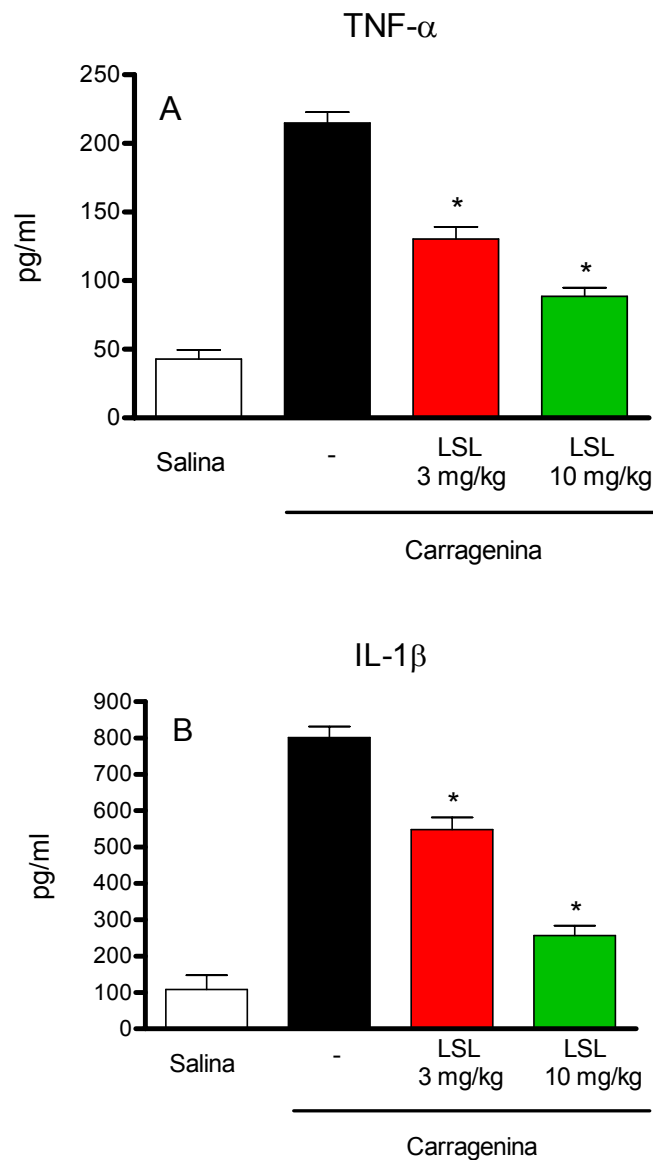 TNF-α
A
pg/ml
250
200
150
100
50
0
*
*
Salina
-
LSL
3 mg/kg
LSL
10 mg/kg
Carragenina
IL-1β
B
pg/ml
900
800
700
600
500
400
300
200
100
0
*
*
Salina
-
LSL
3 mg/kg
LSL
10 mg/kg
Carragenina